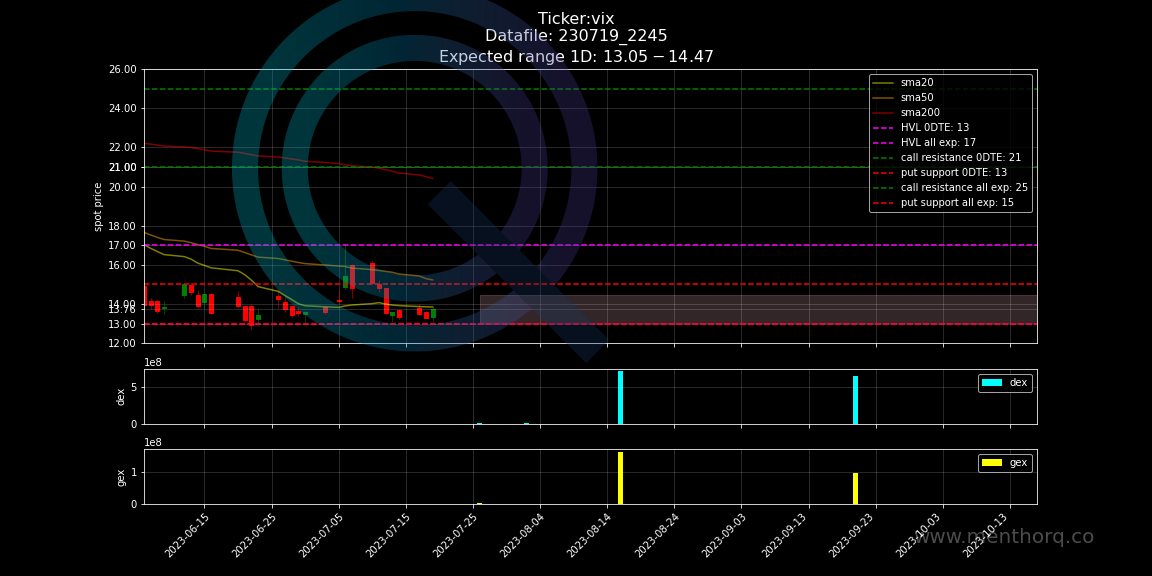 Ticker:vix
Datafile: 230719_2245
Expected range 1D: 13.05 − 14.47
26.00
24.00
22.00
21.00
20.00
18.00
17.00
16.00
14.00
13.76
13.00
12.00
spot price
sma20
sma50
sma200
HVL 0DTE: 13
HVL all exp: 17
call resistance 0DTE: 21
put support 0DTE: 13
call resistance all exp: 25
put support all exp: 15
1e8
5
0
dex
dex
1e8
1
0
gex
gex
2023-06-15
2023-06-25
2023-07-05
2023-07-15
2023-07-25
2023-08-04
2023-08-14
2023-08-24
2023-09-03
2023-09-13
2023-09-23
2023-10-03
2023-10-13
www.menthorq.co